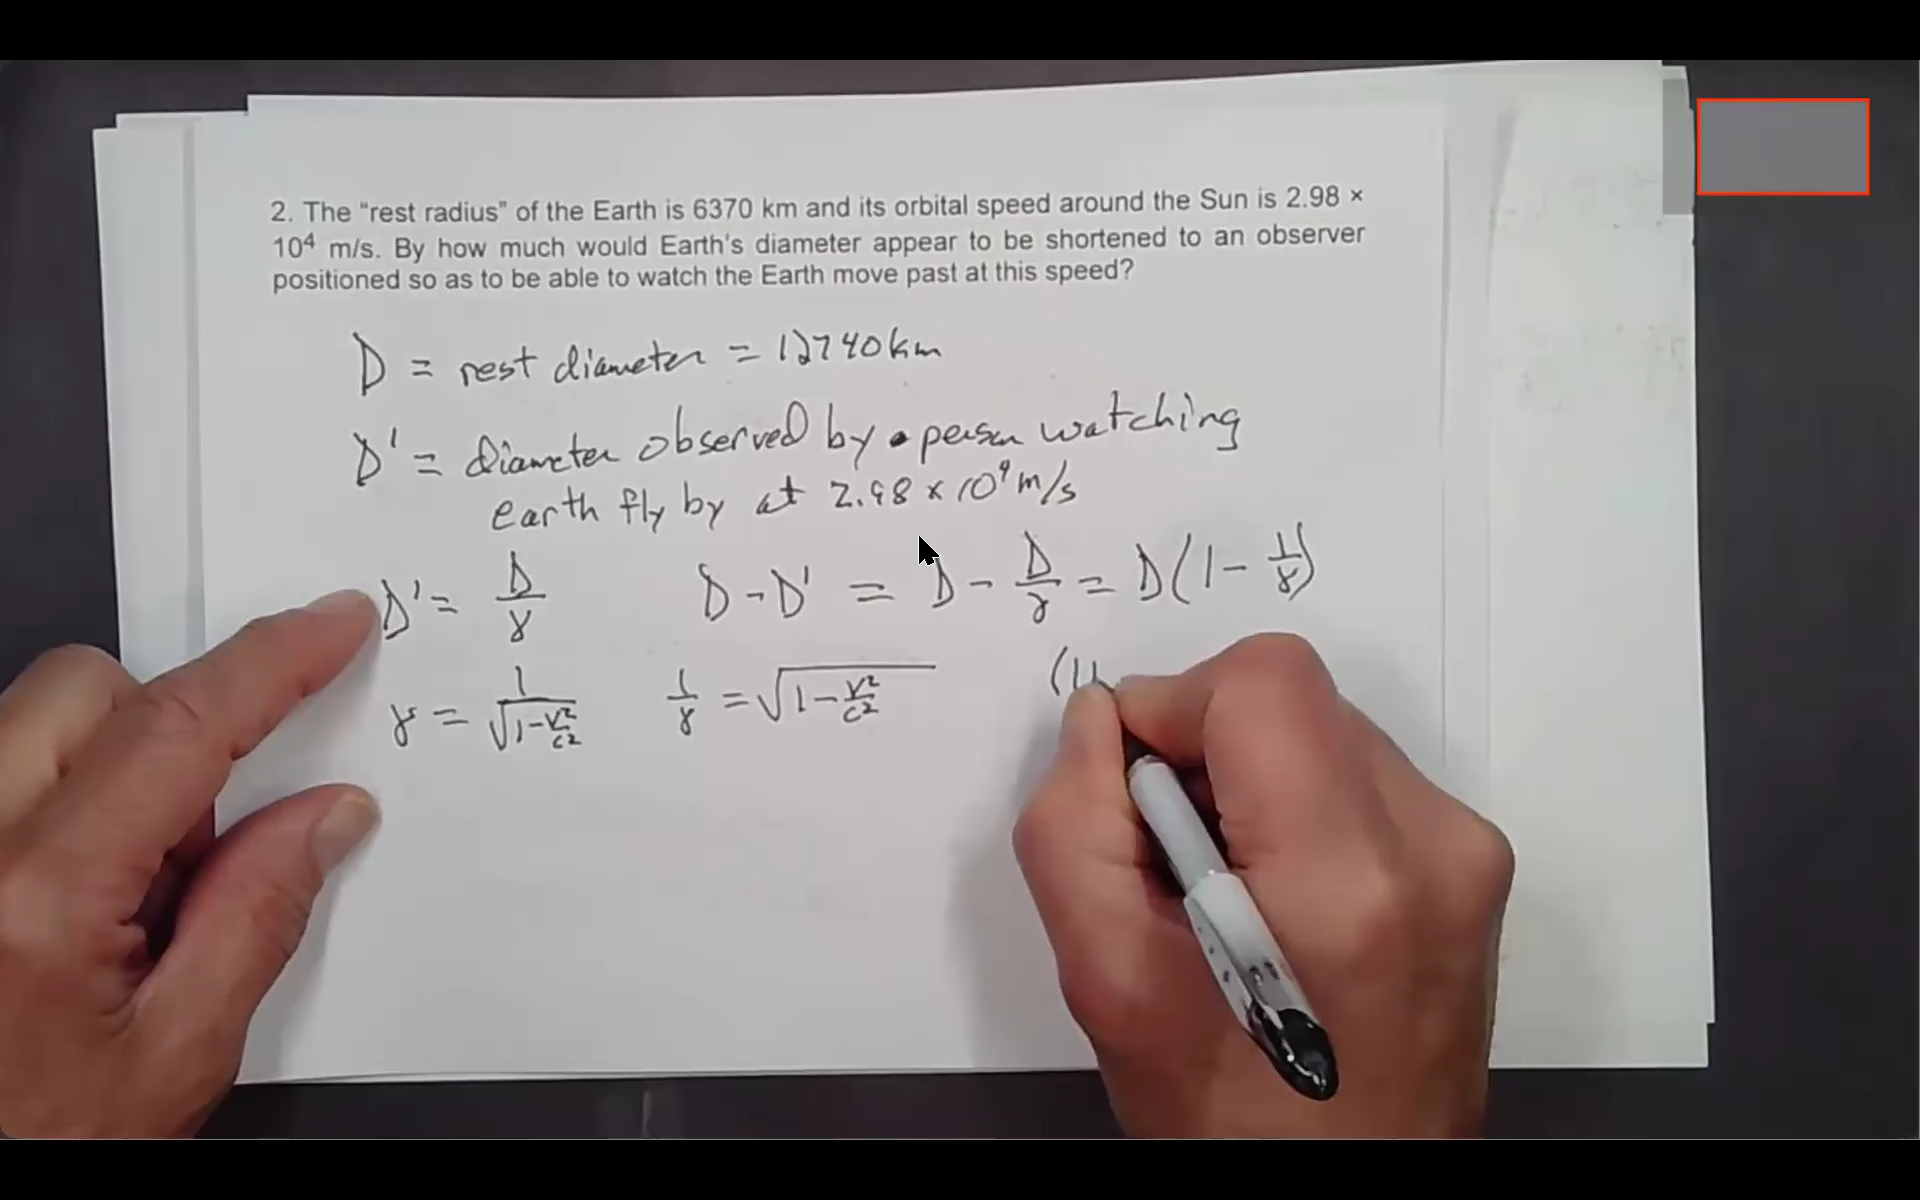 2. The “rest radius” of the Earth is 6370 km and its orbital speed around the Sun is 2.98 ×
10⁴ m/s. By how much would Earth's diameter appear to be shortened to an observer
positioned so as to be able to watch the Earth move past at this speed?
D = rest diameter = 12740km
D' = diameter observed by person watching
earth fly by at 2.98 × 10⁴ m/s
D' = D/γ    D - D' = D - D/γ = D(1 - 1/γ)
γ = 1/√(1-v²/c²)    1/γ = √(1-v²/c²)    (1